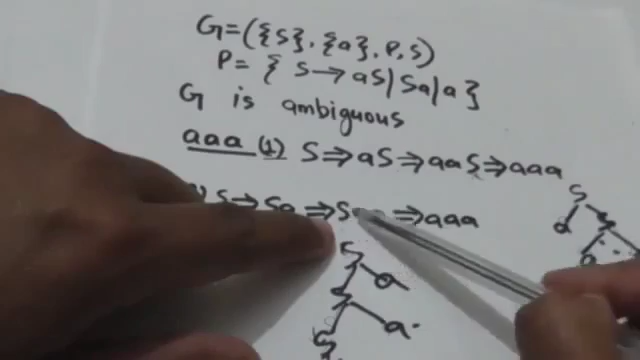 G=({S},{a},P,S)
P={ S→aS|Sa|a}
G is ambiguous
aaa (1) S⇒aS⇒aaS⇒aaa
S⇒Sa⇒S ⇒aaa
S
a
a
S
a
S
a
S